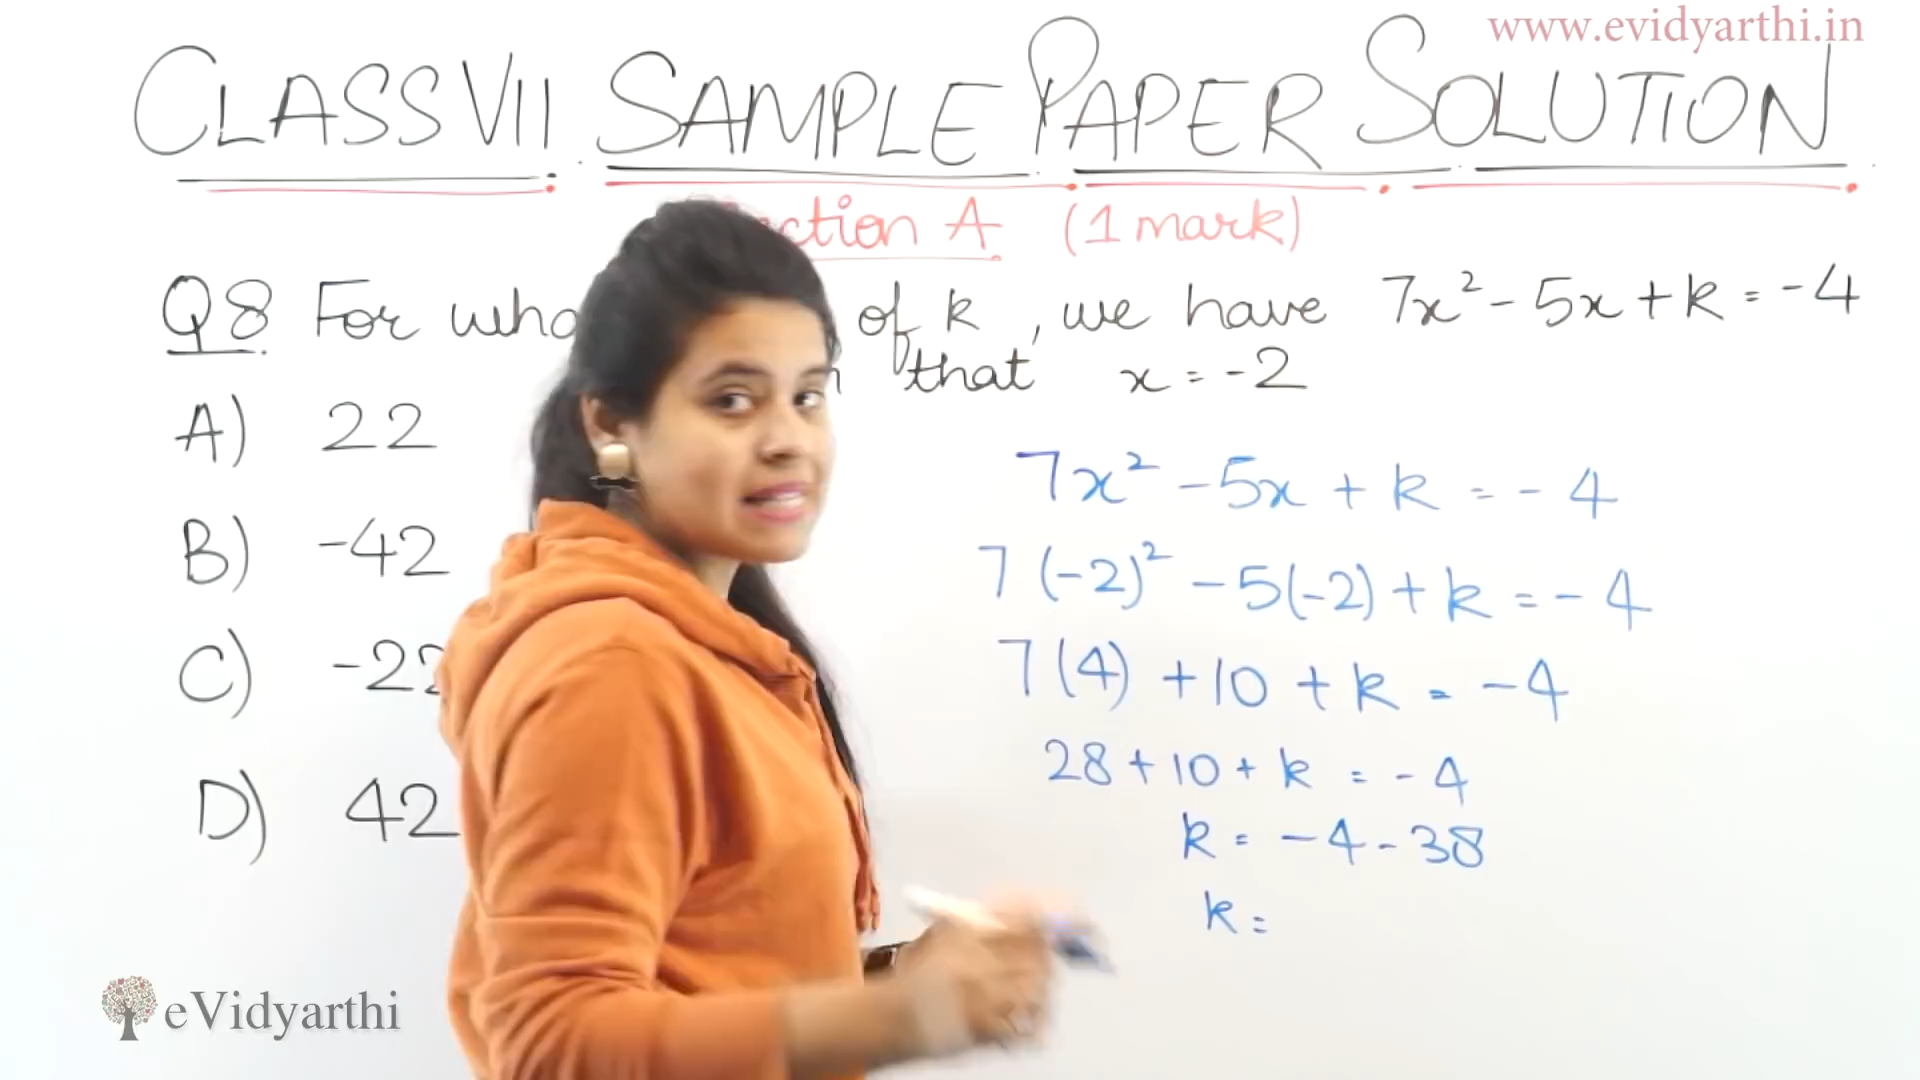 www.evidyarthi.in
CLASS VII SAMPLE PAPER SOLUTION
ction A (1 mark)
Q8 For of k, we have 7x² - 5x + k = -4
that x = -2
A) 22
B) -42
C) -22
D) 42
7x² - 5x + k = - 4
7(-2)² - 5(-2) + k = - 4
7(4) + 10 + k = -4
28 + 10 + k = - 4
k = -4 - 38
k =
eVidyarthi